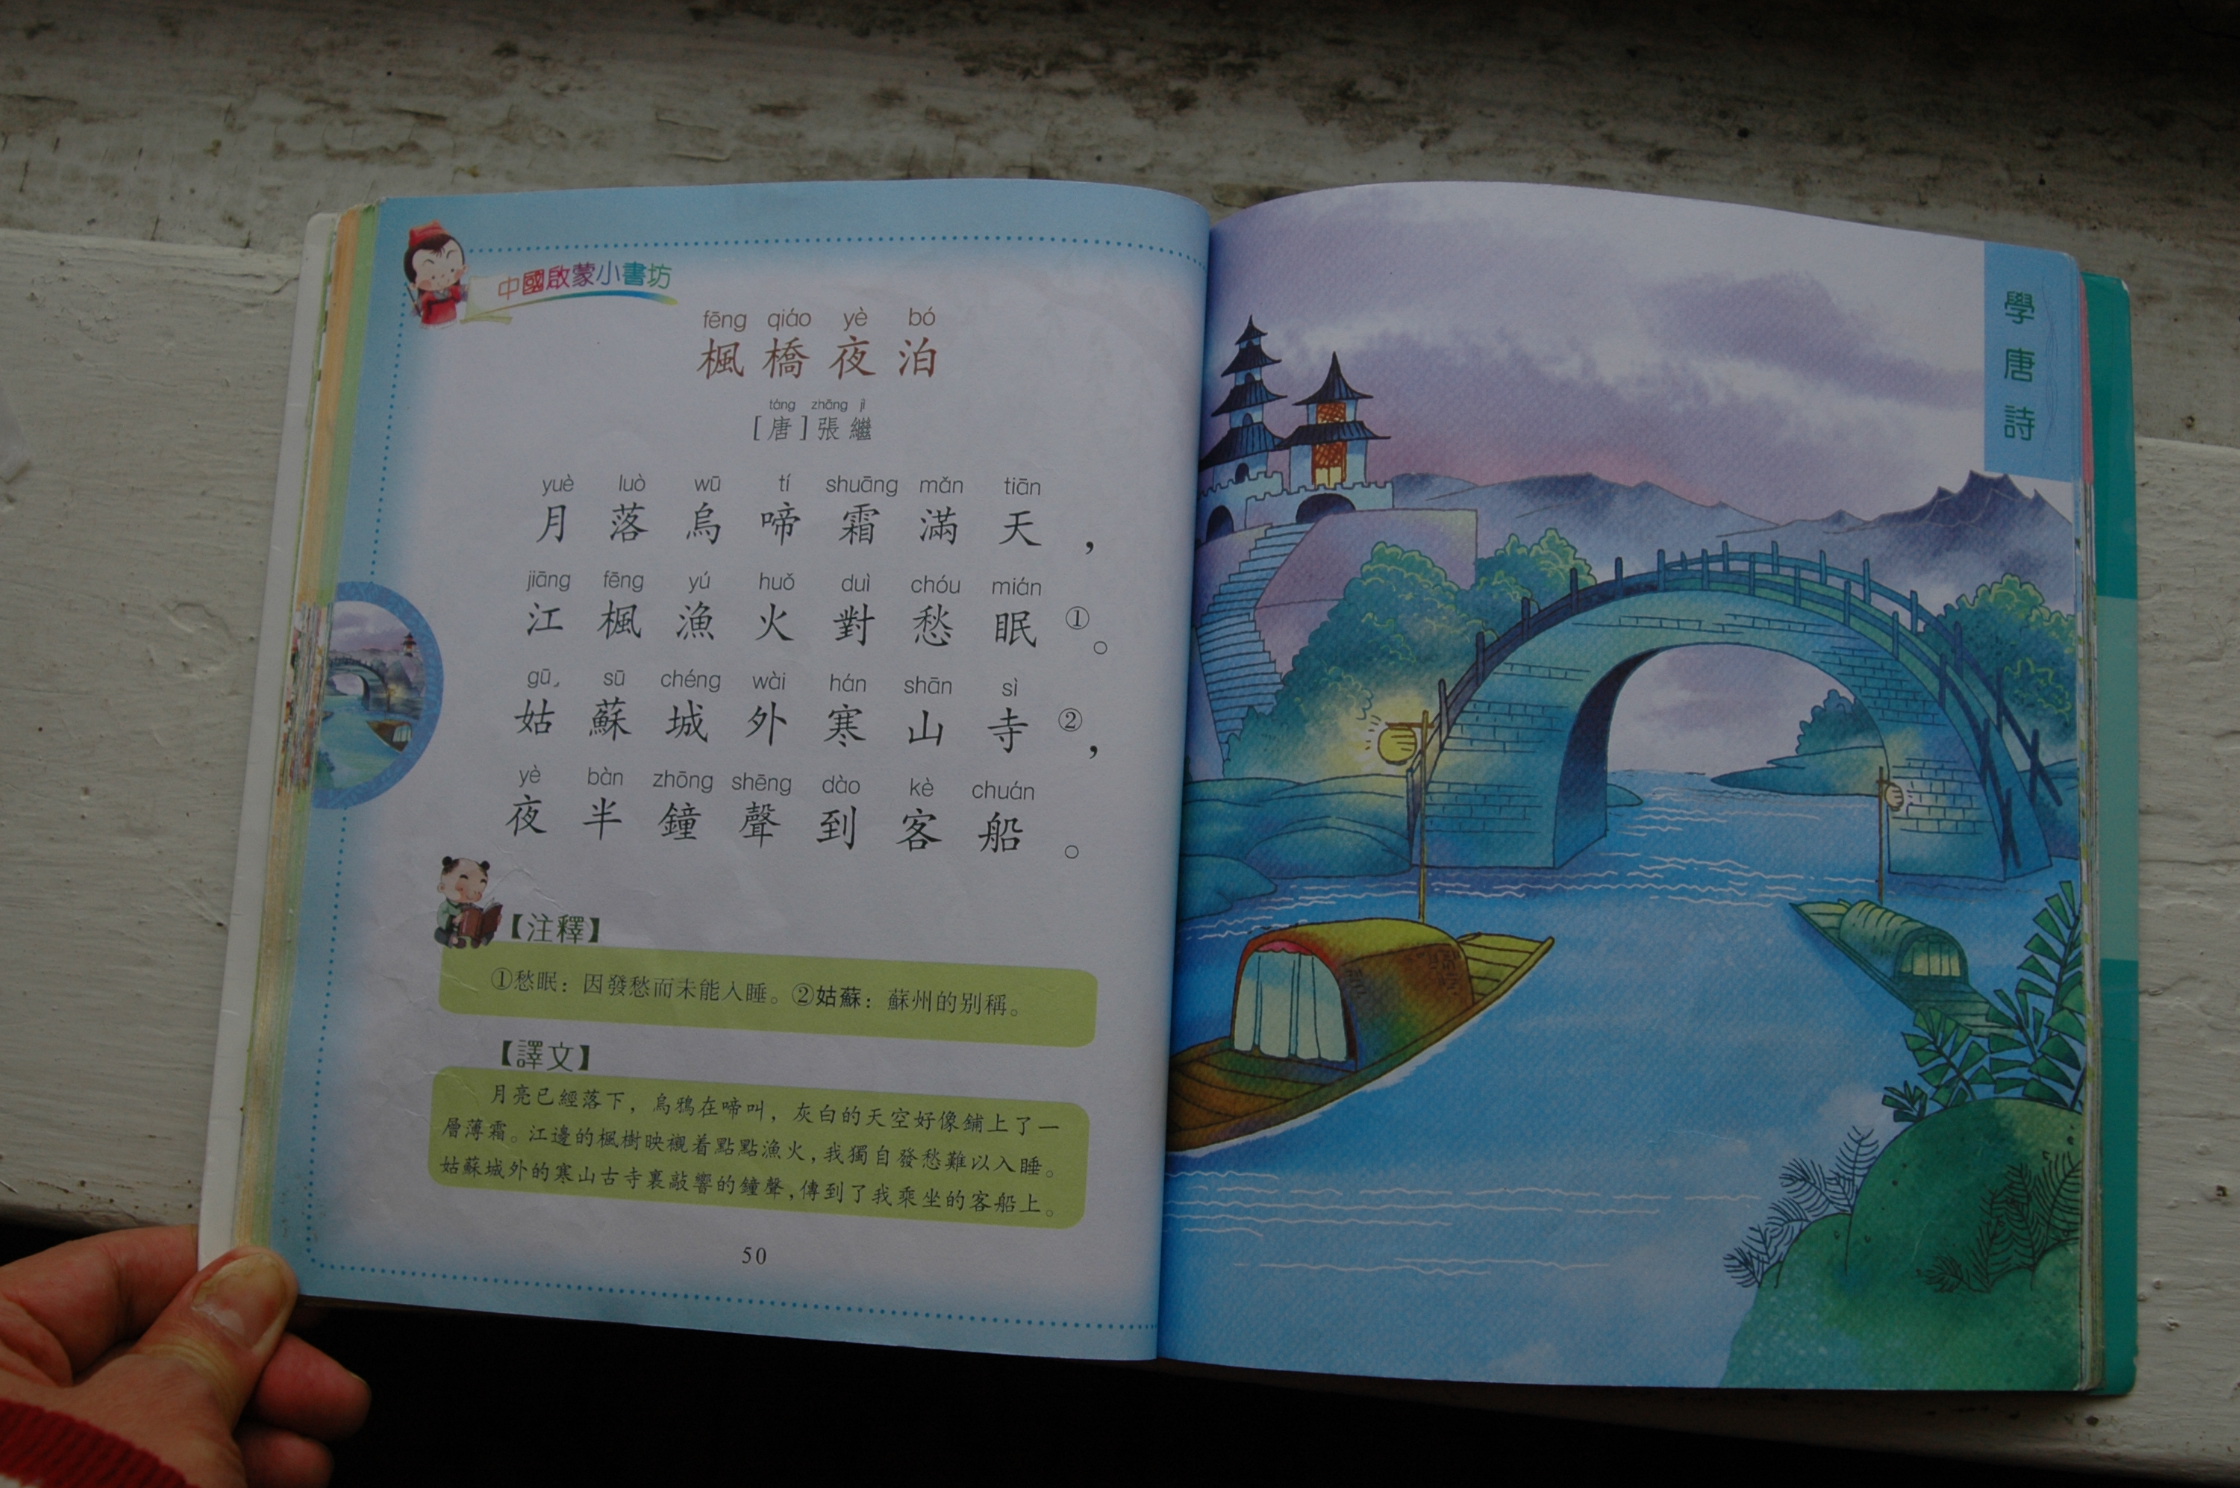 中國啟蒙小書坊
fēng qiáo yè bó
楓橋夜泊
táng zhāng jì
[唐]張繼
yuè luò wū tí shuāng mǎn tiān
月落烏啼霜滿天，
jiāng fēng yú huǒ duì chóu mián
江楓漁火對愁眠①。
gū sū chéng wài hán shān sì
姑蘇城外寒山寺②，
yè bàn zhōng shēng dào kè chuán
夜半鐘聲到客船。
【注釋】
①愁眠：因發愁而未能入睡。②姑蘇：蘇州的別稱。
【譯文】
月亮已經落下，烏鴉在啼叫，灰白的天空好像鋪上了一
層薄霜。江邊的楓樹映襯着點點漁火，我獨自發愁難以入睡。
姑蘇城外的寒山古寺裏敲響的鐘聲，傳到了我乘坐的客船上。
50
學唐詩